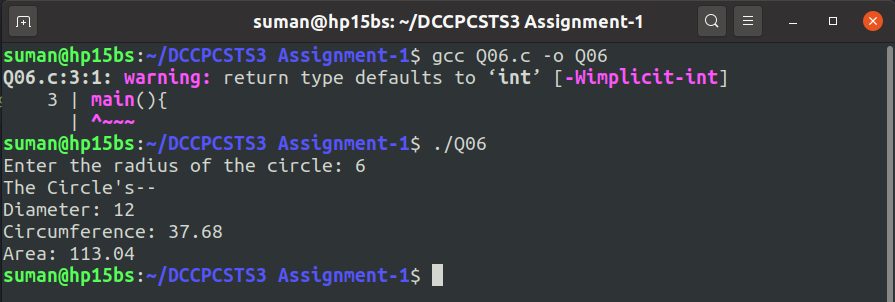 suman@hp15bs: ~/DCCPCSTS3 Assignment-1
suman@hp15bs:~/DCCPCSTS3 Assignment-1$ gcc Q06.c -o Q06
Q06.c:3:1: warning: return type defaults to ‘int’ [-Wimplicit-int]
    3 | main(){
      | ^~~~
suman@hp15bs:~/DCCPCSTS3 Assignment-1$ ./Q06
Enter the radius of the circle: 6
The Circle's--
Diameter: 12
Circumference: 37.68
Area: 113.04
suman@hp15bs:~/DCCPCSTS3 Assignment-1$